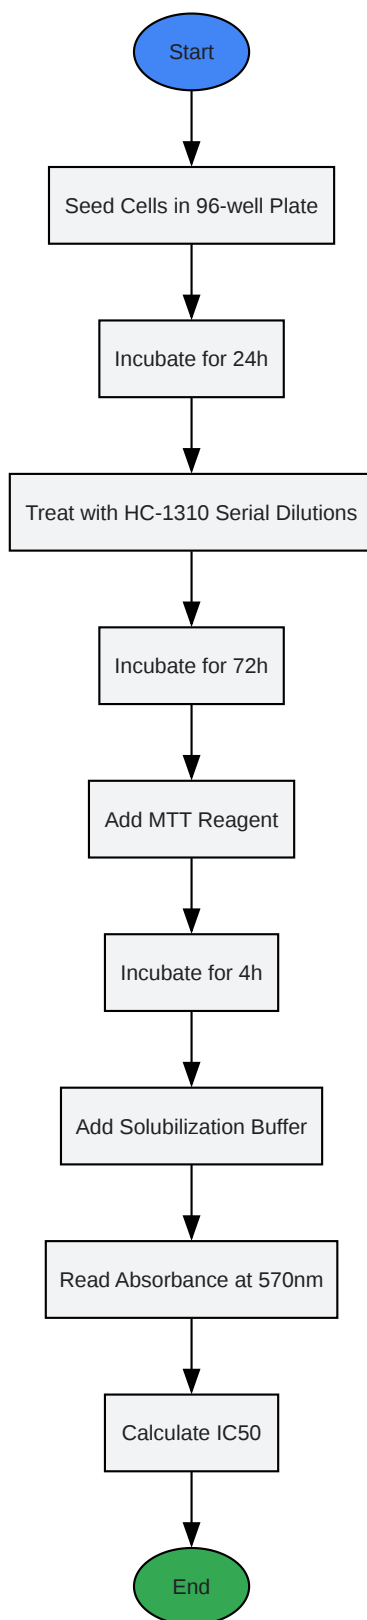 Start
Seed Cells in 96-well Plate
Incubate for 24h
Treat with HC-1310 Serial Dilutions
Incubate for 72h
Add MTT Reagent
Incubate for 4h
Add Solubilization Buffer
Read Absorbance at 570nm
Calculate IC50
End